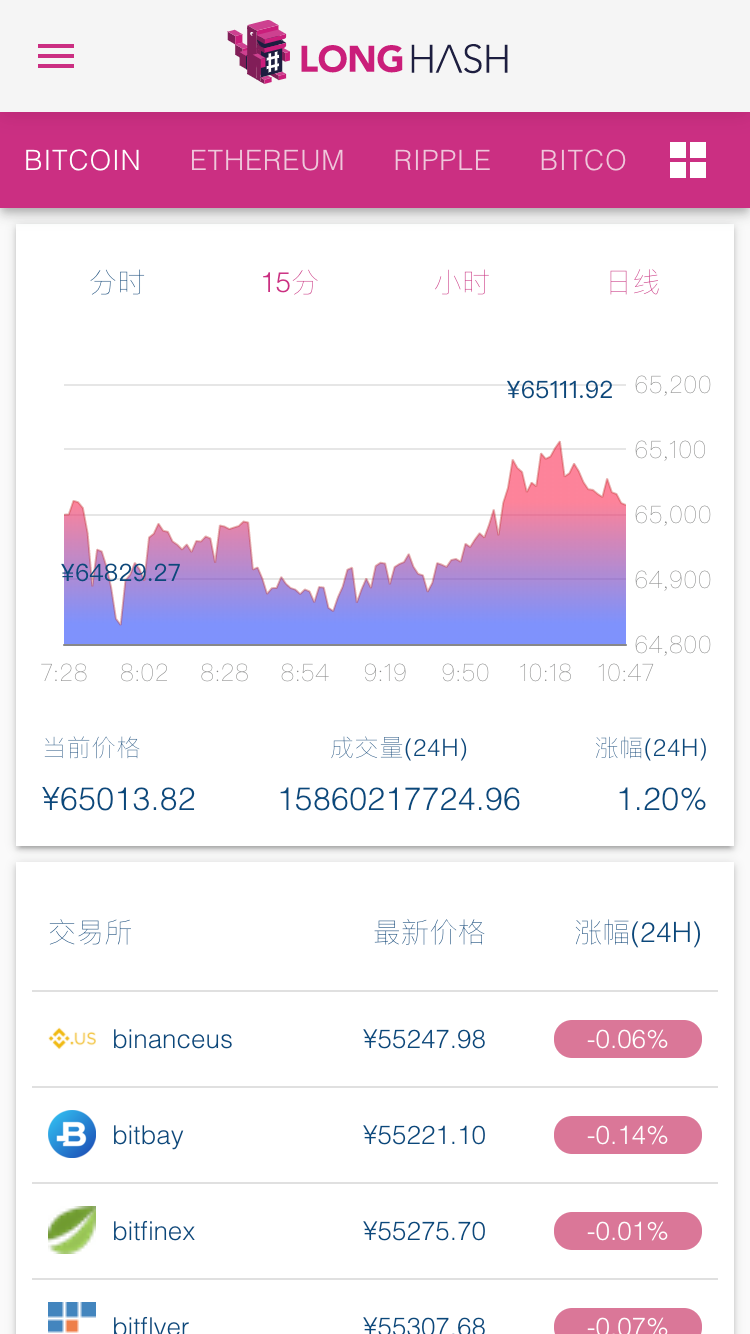 LONGHASH
BITCOIN ETHEREUM RIPPLE BITCO
分时 15分 小时 日线
¥65111.92 65,200
65,100
65,000
¥64829.27 64,900
64,800
7:28 8:02 8:28 8:54 9:19 9:50 10:18 10:47
当前价格 成交量(24H) 涨幅(24H)
¥65013.82 15860217724.96 1.20%
交易所 最新价格 涨幅(24H)
.US binanceus ¥55247.98 -0.06%
bitbay ¥55221.10 -0.14%
bitfinex ¥55275.70 -0.01%
bitflyer ¥55307.68 -0.07%